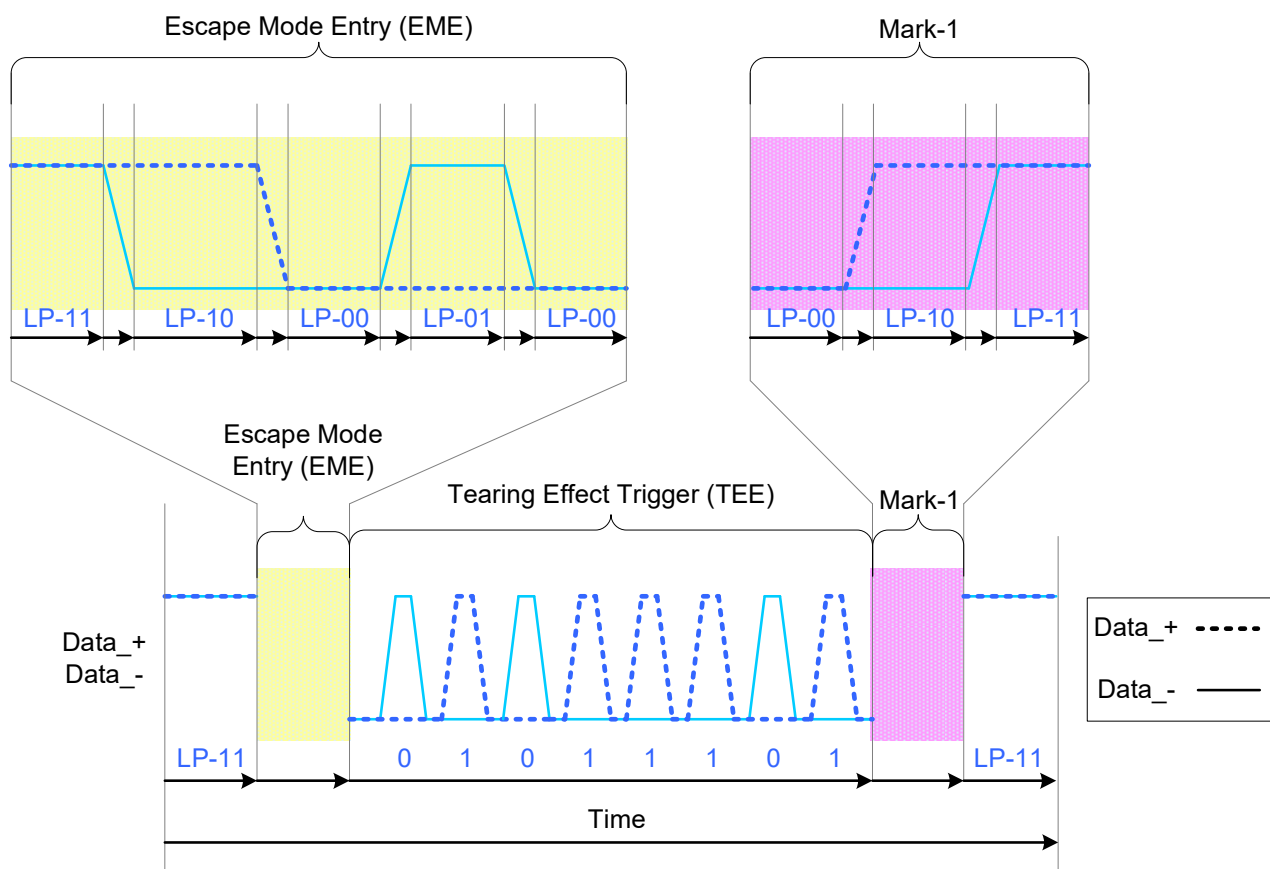 Escape Mode Entry (EME)
Mark-1
LP-11 LP-10 LP-00 LP-01 LP-00
LP-00 LP-10 LP-11
Escape Mode
Entry (EME)
Tearing Effect Trigger (TEE)
Mark-1
Data_+
Data_-
Data_+
Data_-
LP-11 0 1 0 1 1 1 0 1 LP-11
Time